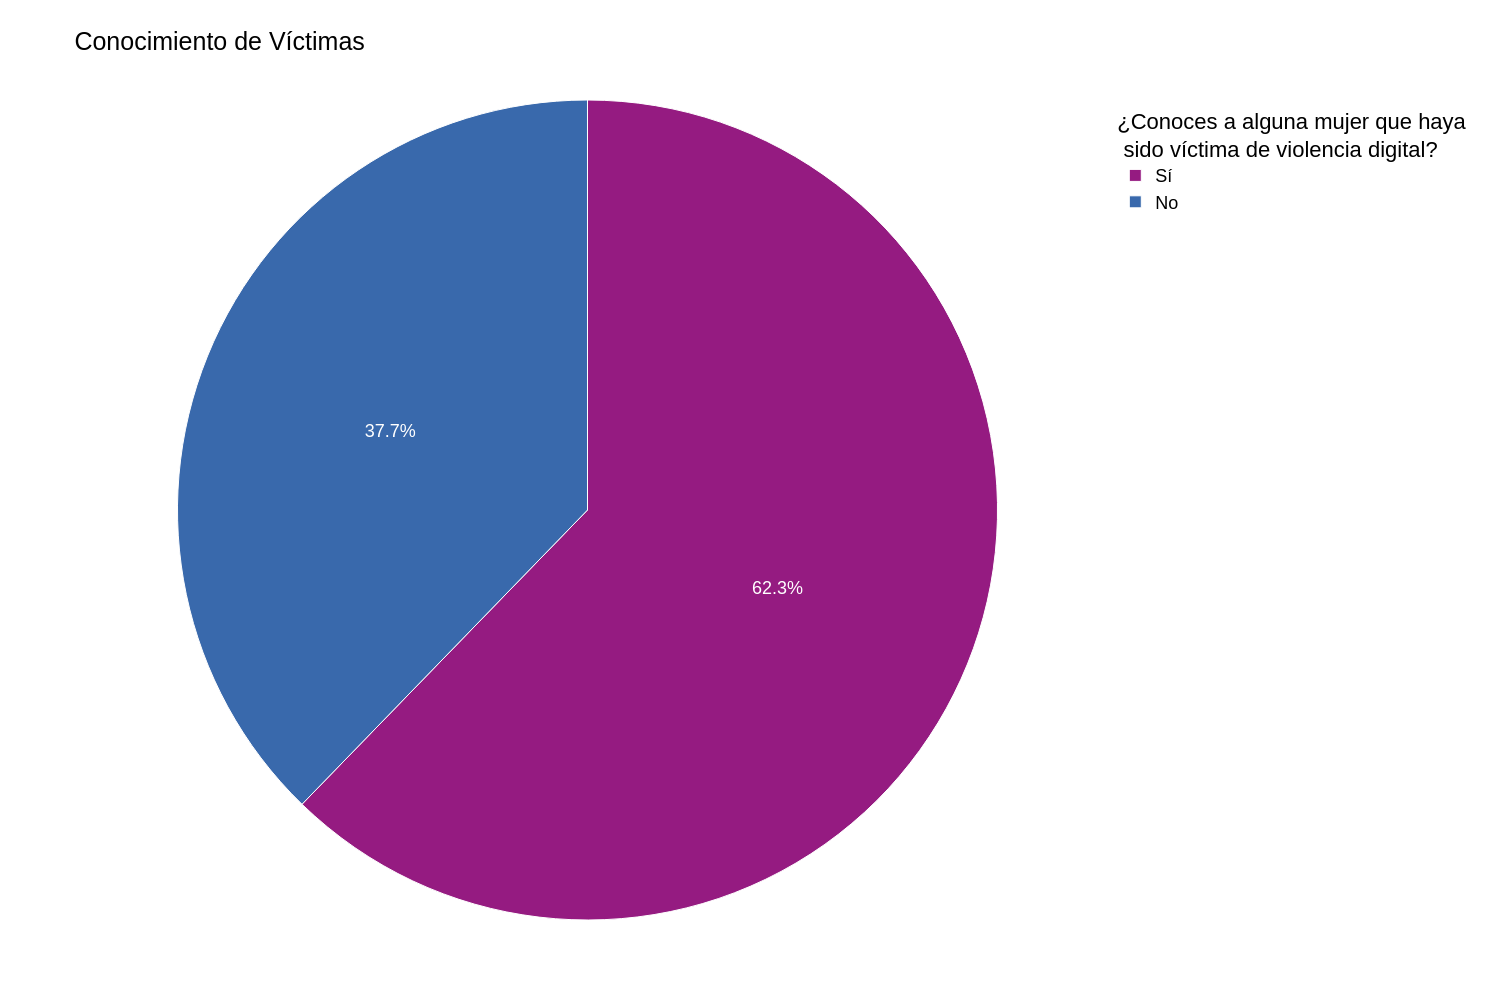 Conocimiento de Víctimas
¿Conoces a alguna mujer que haya
sido víctima de violencia digital?
Sí
No
37.7%
62.3%